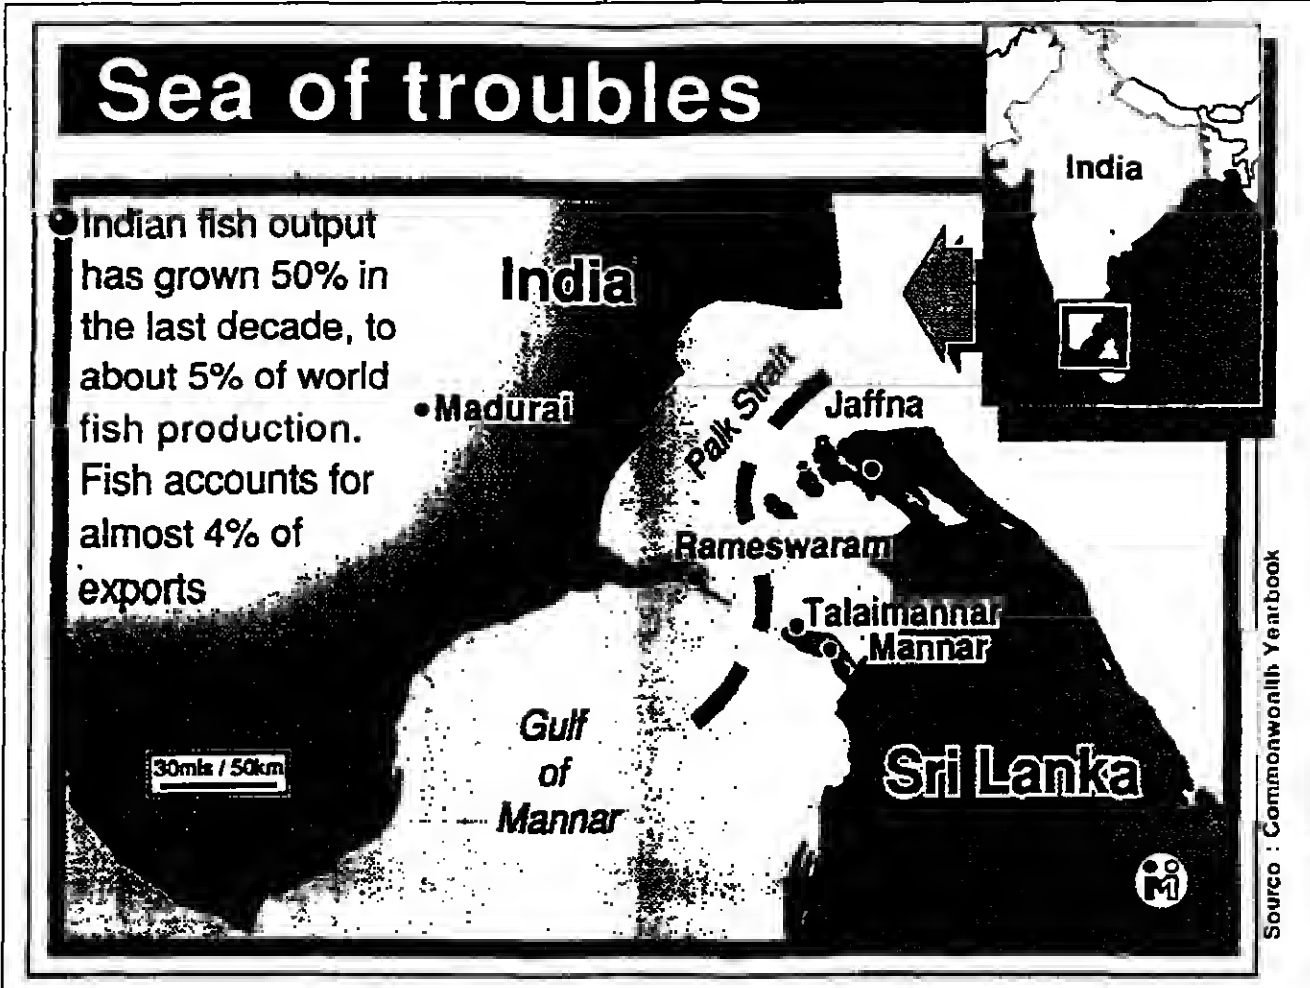 Sea of troubles
India
Indian fish output
has grown 50% in
the last decade, to
about 5% of world
fish production.
Fish accounts for
almost 4% of
exports
India
Madurai
Palk Strait
Jaffna
Rameswaram
Talaimannar
Mannar
Gulf
of
Mannar
30mls / 50km
Sri Lanka
Source : Commonwonlth Yearbook